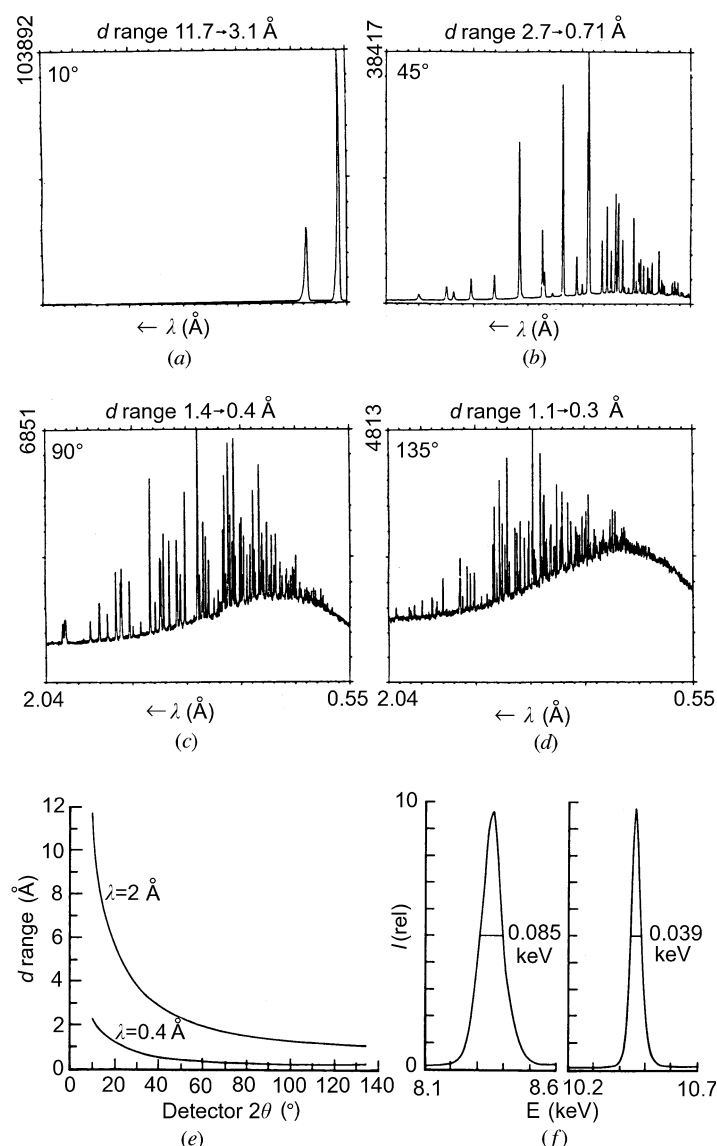 d range 11.7→3.1 Å
103892
10°
← λ (Å)
(a)
d range 2.7→0.71 Å
38417
45°
← λ (Å)
(b)
d range 1.4→0.4 Å
6851
90°
2.04
0.55
← λ (Å)
(c)
d range 1.1→0.3 Å
4813
135°
2.04
0.55
← λ (Å)
(d)
12
10
8
6
4
2
0
d range (Å)
λ=2 Å
λ=0.4 Å
0 20 40 60 80 100 120 140
Detector 2θ (°)
(e)
10
I (rel)
0
0.085
keV
0.039
keV
8.1 8.6 10.2 10.7
E (keV)
(f)